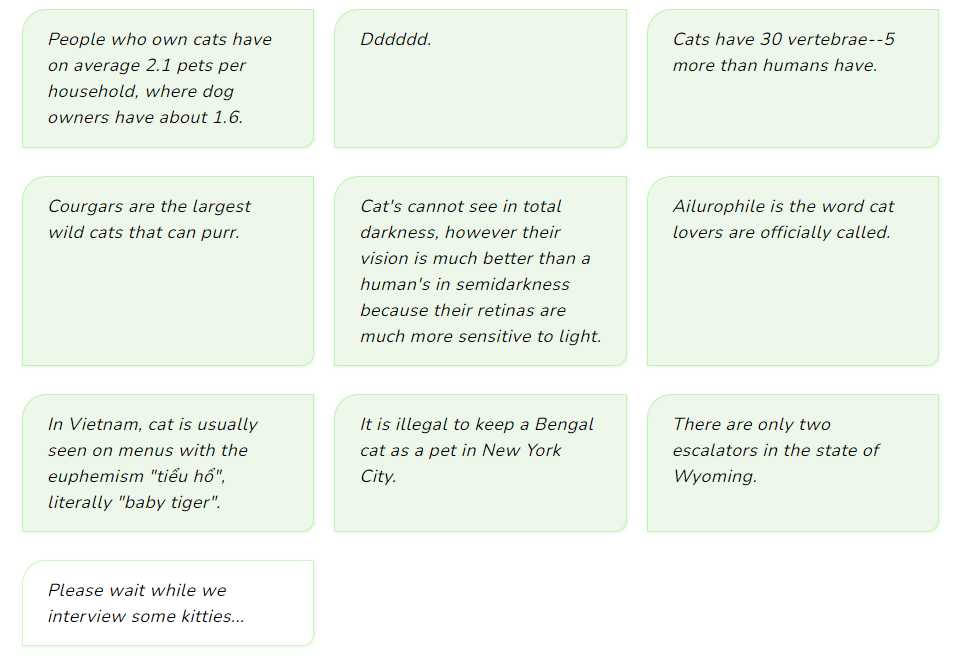 People who own cats have
on average 2.1 pets per
household, where dog
owners have about 1.6.
Dddddd.
Cats have 30 vertebrae--5
more than humans have.
Courgars are the largest
wild cats that can purr.
Cat's cannot see in total
darkness, however their
vision is much better than a
human's in semidarkness
because their retinas are
much more sensitive to light.
Ailurophile is the word cat
lovers are officially called.
In Vietnam, cat is usually
seen on menus with the
euphemism "tiểu hổ",
literally "baby tiger".
It is illegal to keep a Bengal
cat as a pet in New York
City.
There are only two
escalators in the state of
Wyoming.
Please wait while we
interview some kitties...